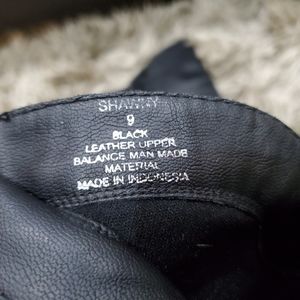 SHAWNY
9
BLACK
LEATHER UPPER
BALANCE MAN MADE
MATERIAL
MADE IN INDONESIA